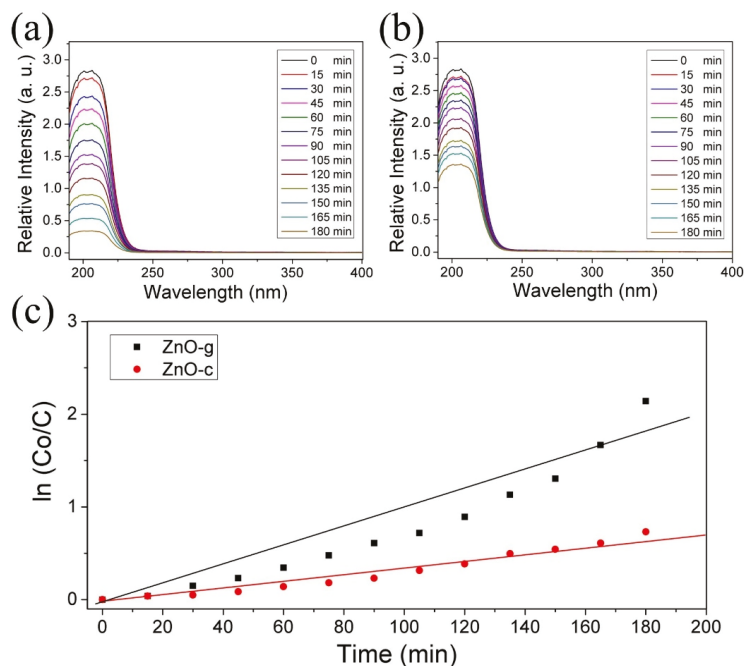 (a)
Relative Intensity (a. u.)
3.0
2.5
2.0
1.5
1.0
0.5
0.0
0 min
15 min
30 min
45 min
60 min
75 min
90 min
105 min
120 min
135 min
150 min
165 min
180 min
200 250 300 350 400
Wavelength (nm)
(b)
Relative Intensity (a. u.)
3.0
2.5
2.0
1.5
1.0
0.5
0.0
0 min
15 min
30 min
45 min
60 min
75 min
90 min
105 min
120 min
135 min
150 min
165 min
180 min
200 250 300 350 400
Wavelength (nm)
(c)
ln (Co/C)
3
2
1
0
ZnO-g
ZnO-c
0 20 40 60 80 100 120 140 160 180 200
Time (min)